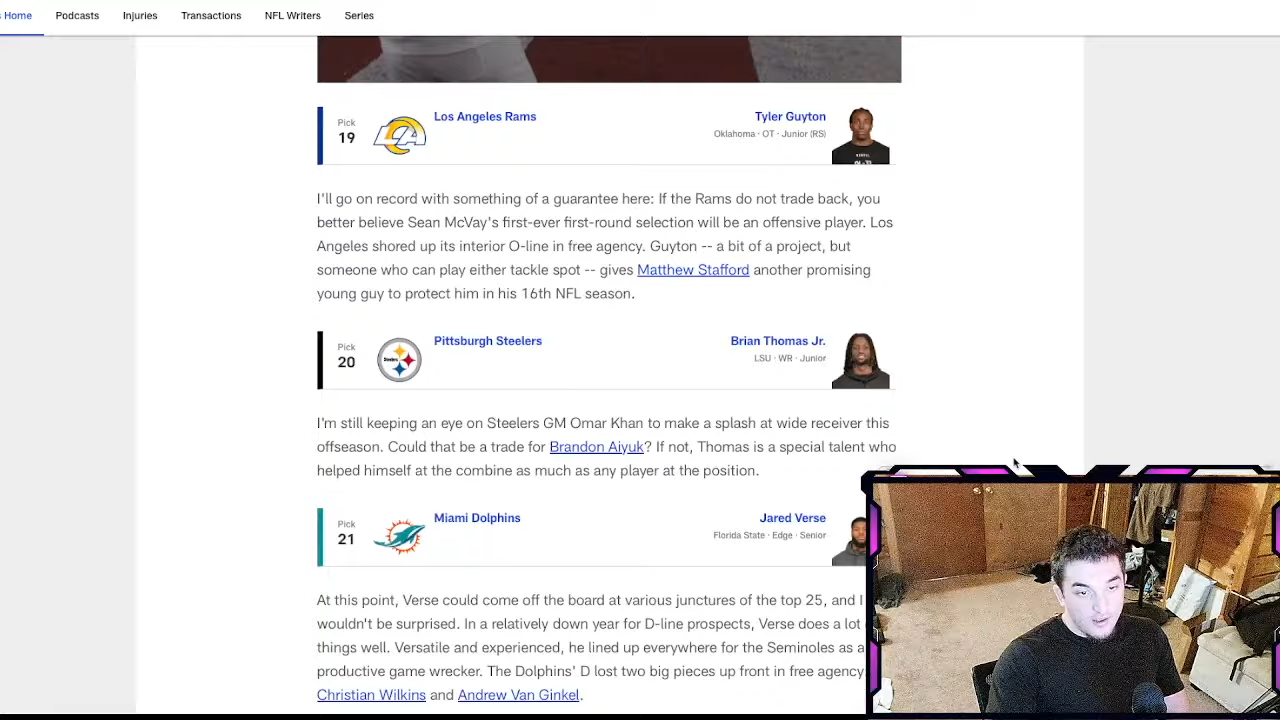 s Home Podcasts Injuries Transactions NFL Writers Series
Pick
19
Los Angeles Rams
Tyler Guyton
Oklahoma · OT · Junior (RS)
I'll go on record with something of a guarantee here: If the Rams do not trade back, you
better believe Sean McVay's first-ever first-round selection will be an offensive player. Los
Angeles shored up its interior O-line in free agency. Guyton -- a bit of a project, but
someone who can play either tackle spot -- gives Matthew Stafford another promising
young guy to protect him in his 16th NFL season.
Pick
20
Steelers
Pittsburgh Steelers
Brian Thomas Jr.
LSU · WR · Junior
I'm still keeping an eye on Steelers GM Omar Khan to make a splash at wide receiver this
offseason. Could that be a trade for Brandon Aiyuk? If not, Thomas is a special talent who
helped himself at the combine as much as any player at the position.
Pick
21
Miami Dolphins
Jared Verse
Florida State · Edge · Senior
At this point, Verse could come off the board at various junctures of the top 25, and I
wouldn't be surprised. In a relatively down year for D-line prospects, Verse does a lot
things well. Versatile and experienced, he lined up everywhere for the Seminoles as a
productive game wrecker. The Dolphins' D lost two big pieces up front in free agency
Christian Wilkins and Andrew Van Ginkel.